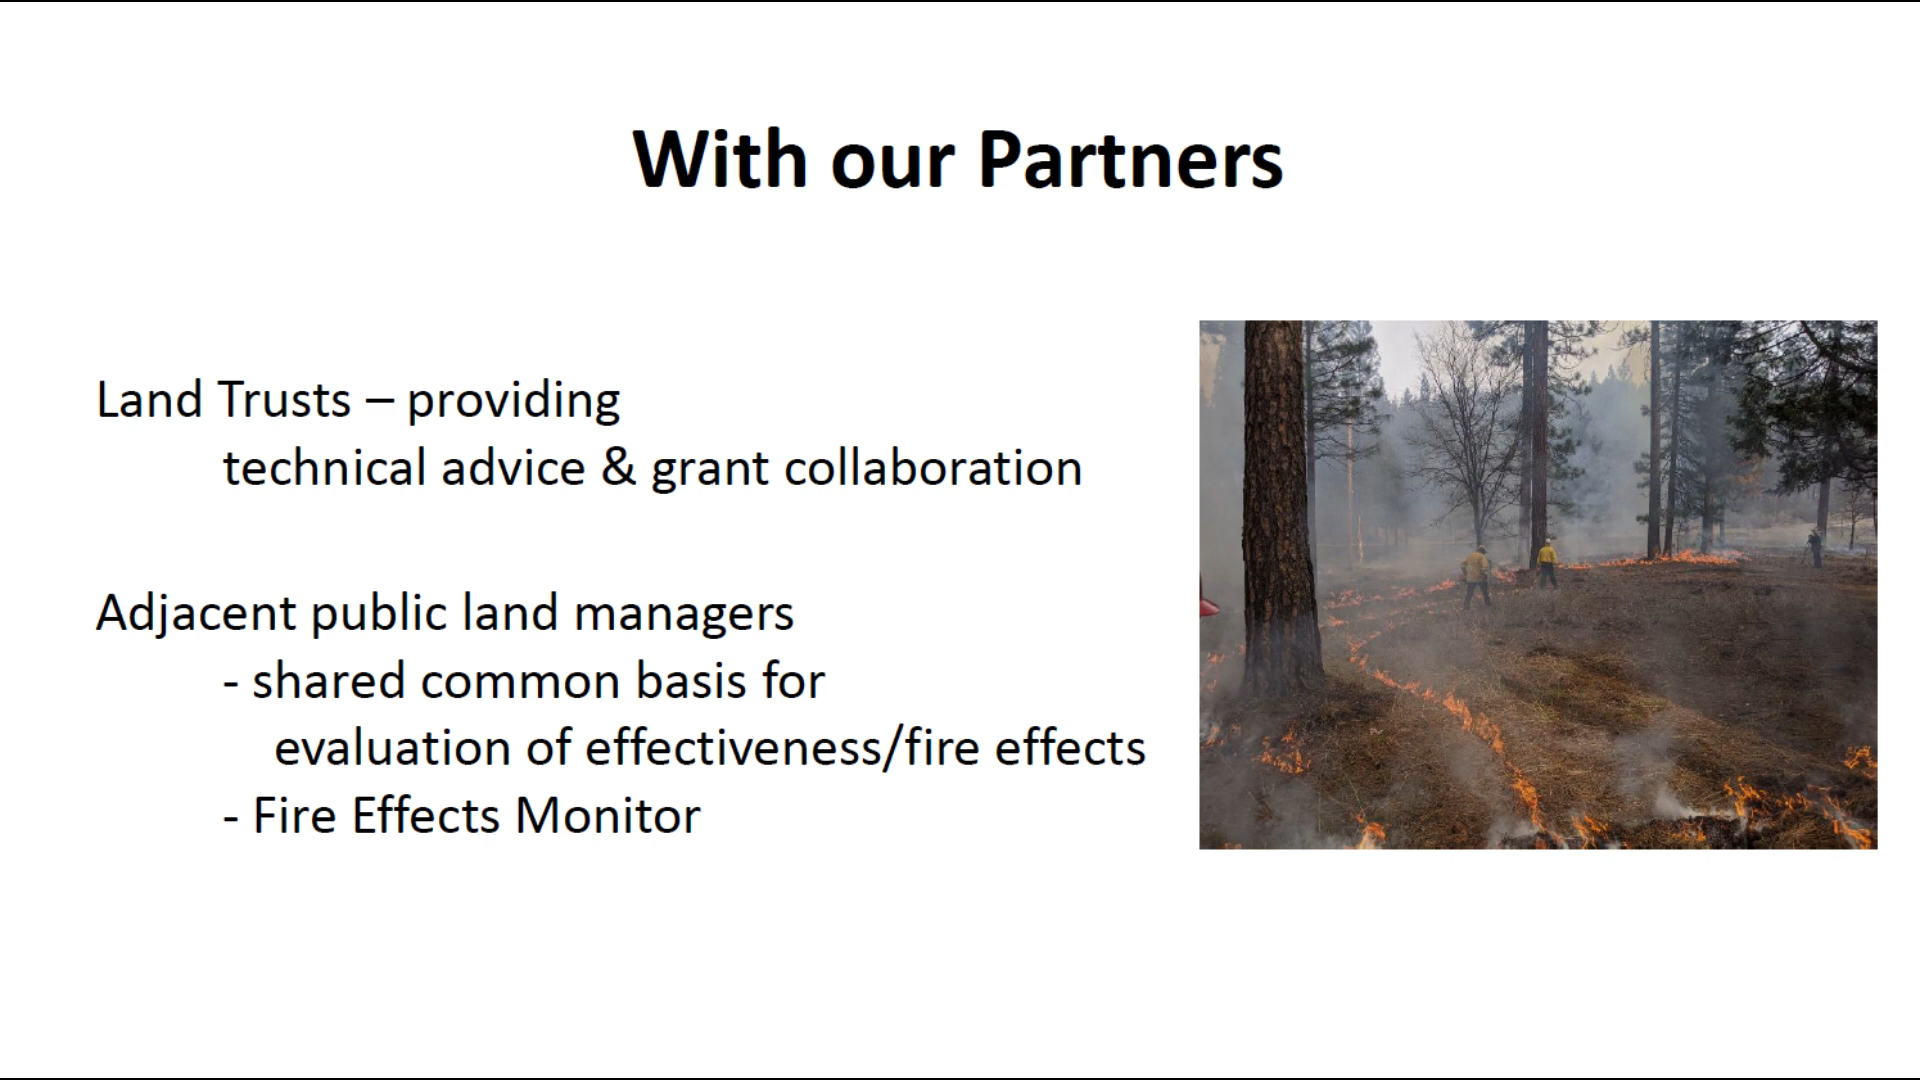 With our Partners
Land Trusts – providing
technical advice & grant collaboration
Adjacent public land managers
- shared common basis for
evaluation of effectiveness/fire effects
- Fire Effects Monitor